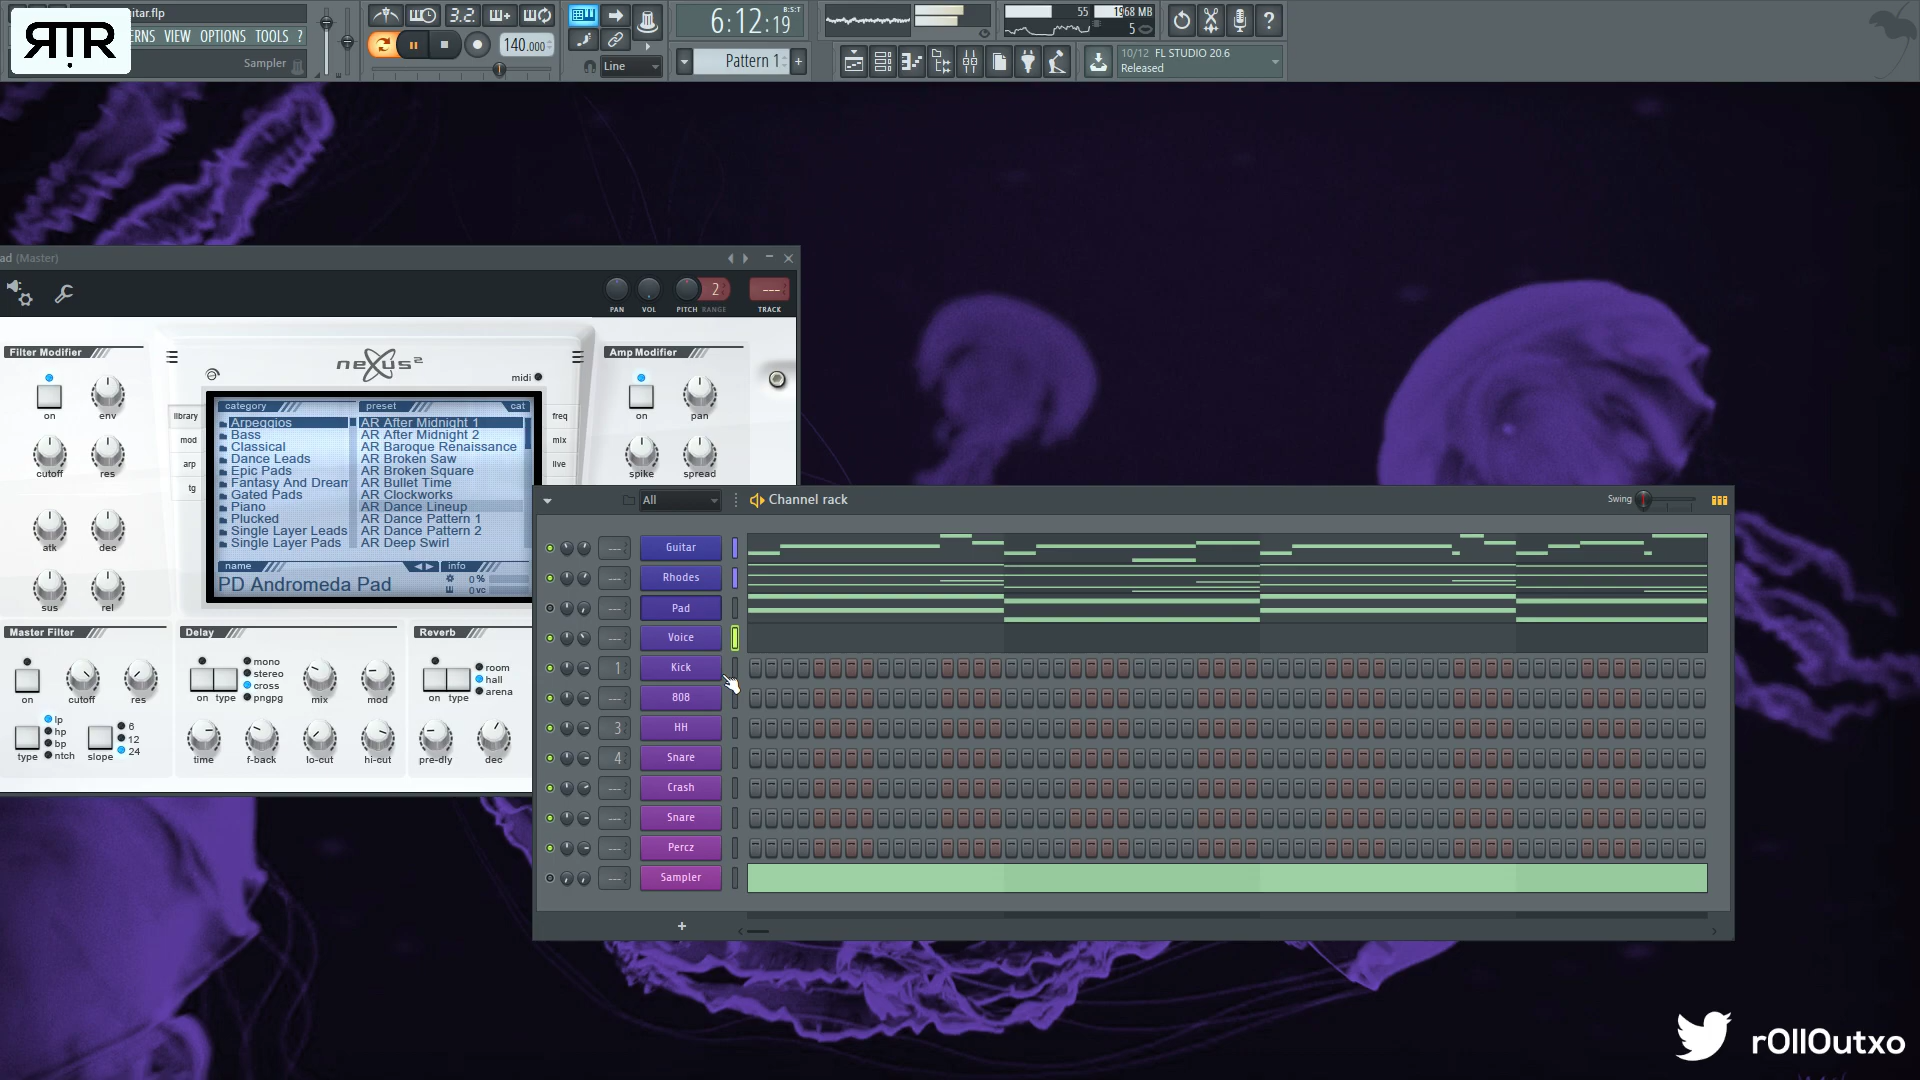 itar.flp
RTR
ERNS VIEW OPTIONS TOOLS ?
Sampler
3.2.
140.000
Line
6:12:19
B:S:T
Pattern 1
+
55
1968 MB
5
?
10/12 FL STUDIO 20.6
Released
ad (Master)
2
---
PAN VOL PITCH RANGE TRACK
Filter Modifier
on env
cutoff res
atk dec
sus rel
nexus²
midi
library
mod
arp
tg
category
Arpeggios
Bass
Classical
Dance Leads
Epic Pads
Fantasy And Dream
Gated Pads
Piano
Plucked
Single Layer Leads
Single Layer Pads
preset
cat
AR After Midnight 1
AR After Midnight 2
AR Baroque Renaissance
AR Broken Saw
AR Broken Square
AR Bullet Time
AR Clockworks
AR Dance Lineup
AR Dance Pattern 1
AR Dance Pattern 2
AR Deep Swirl
name
info
PD Andromeda Pad
0 %
0 vc
freq
mix
live
Amp Modifier
on pan
spike spread
Master Filter
on cutoff res
type
lp
hp
bp
ntch
slope
6
12
24
Delay
on type
mono
stereo
cross
pngpg
mix mod
time f-back lo-cut hi-cut
Reverb
on type
room
hall
arena
pre-dly dec
All
Channel rack
Swing
--- Guitar
--- Rhodes
--- Pad
--- Voice
1 Kick
--- 808
3 HH
4 Snare
--- Crash
--- Snare
--- Percz
--- Sampler
+
r0ll0utxo